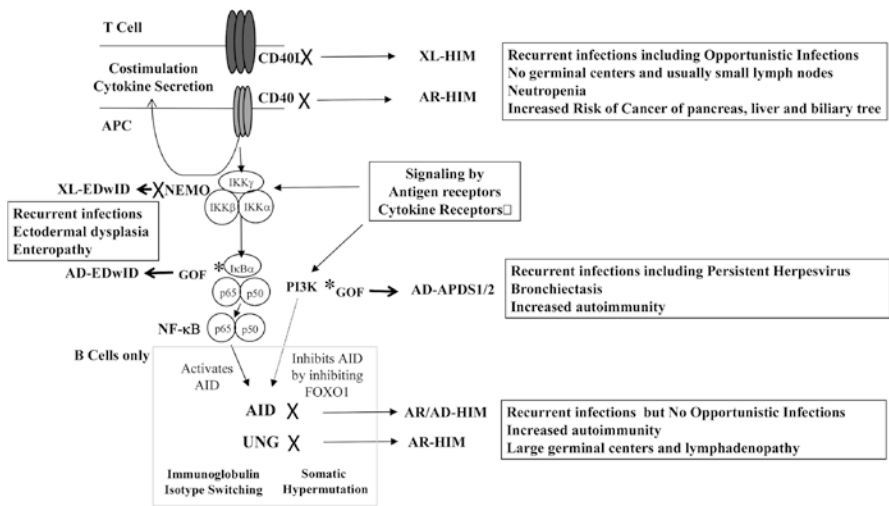 T Cell
CD40L
XL-HIM
Recurrent infections including Opportunistic Infections
No germinal centers and usually small lymph nodes
Neutropenia
Increased Risk of Cancer of pancreas, liver and biliary tree
Costimulation
Cytokine Secretion
CD40
AR-HIM
APC
IKKγ
IKKβ
IKKα
XL-EDwID
NEMO
Signaling by
Antigen receptors
Cytokine Receptors□
Recurrent infections
Ectodermal dysplasia
Enteropathy
AD-EDwID
GOF
*
IκBα
p65
p50
PI3K
*
GOF
AD-APDS1/2
Recurrent infections including Persistent Herpesvirus
Bronchiectasis
Increased autoimmunity
NF-κB
p65
p50
B Cells only
Activates
AID
Inhibits AID
by inhibiting
FOXO1
AID
AR/AD-HIM
UNG
AR-HIM
Recurrent infections but No Opportunistic Infections
Increased autoimmunity
Large germinal centers and lymphadenopathy
Immunoglobulin
Isotype Switching
Somatic
Hypermutation